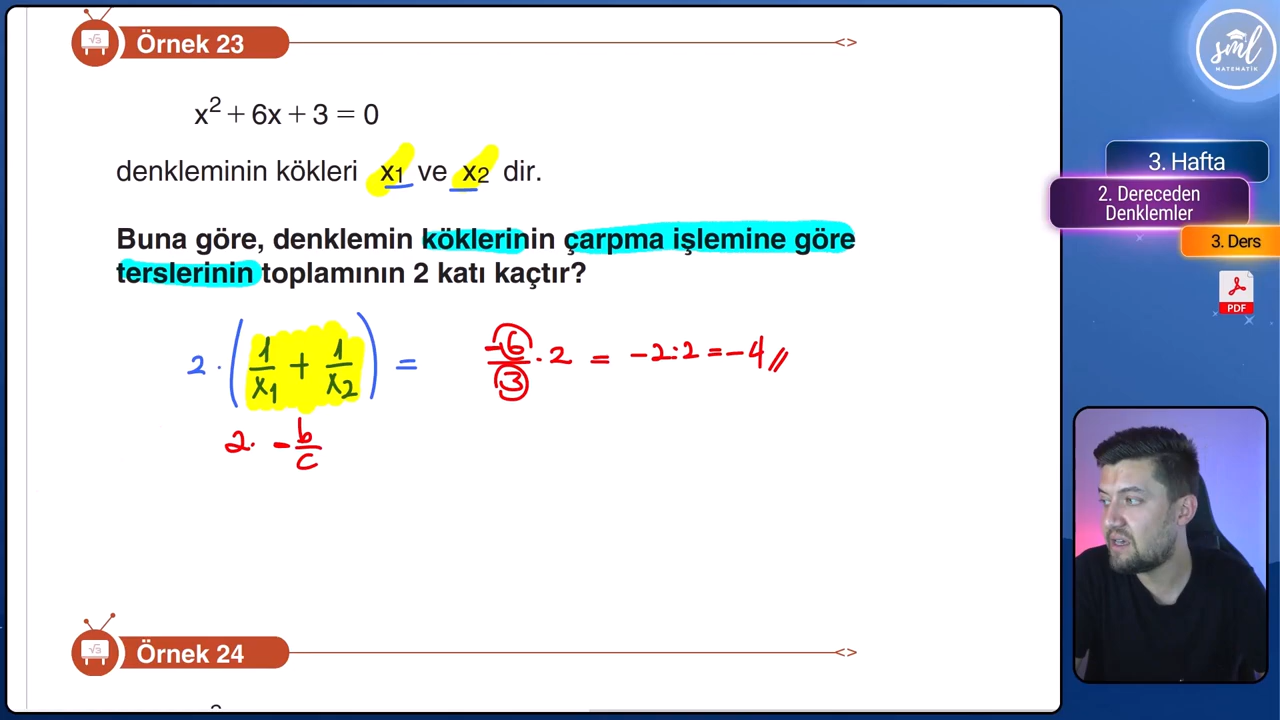 Örnek 23
x² + 6x + 3 = 0
denkleminin kökleri x₁ ve x₂ dir.
Buna göre, denklemin köklerinin çarpma işlemine göre
terslerinin toplamının 2 katı kaçtır?
2 · (1/x₁ + 1/x₂) = -6/3 · 2 = -2:2 = -4//
2 · -b/c
Örnek 24
sml
MATEMATİK
3. Hafta
2. Dereceden
Denklemler
3. Ders
PDF